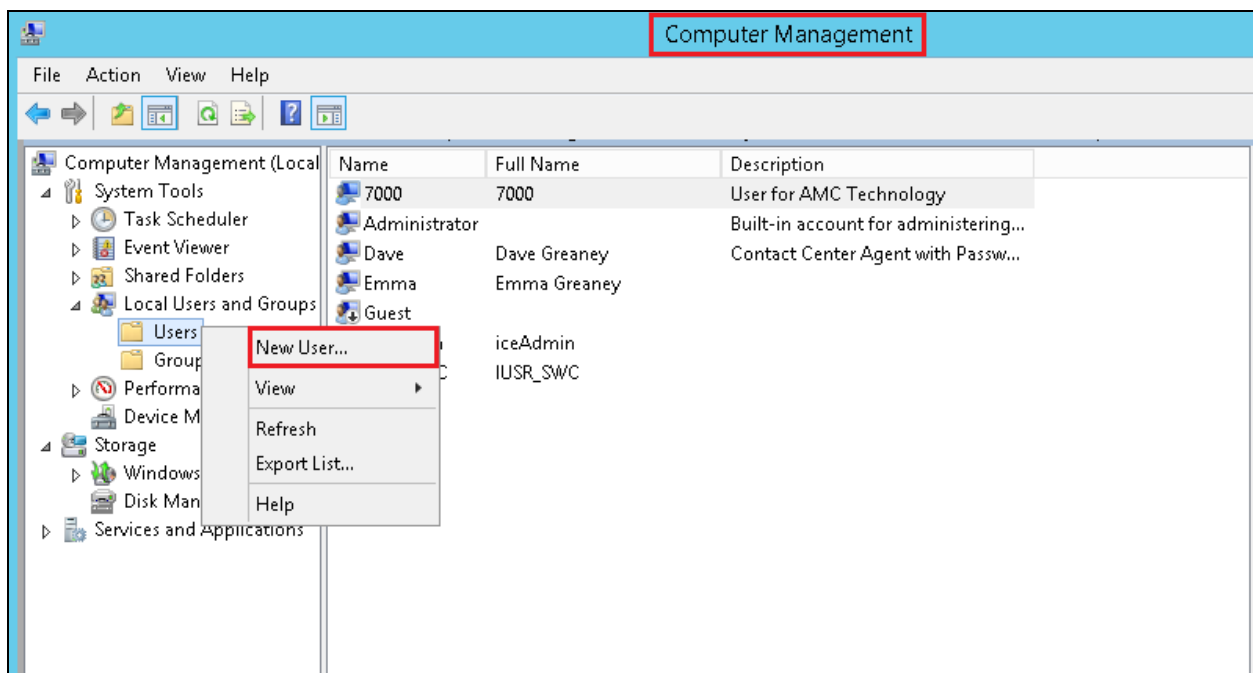 Computer Management
File Action View Help
Computer Management (Local
System Tools
Task Scheduler
Event Viewer
Shared Folders
Local Users and Groups
Users
Group
Performa
Device M
Storage
Windows
Disk Man
Services and Applications
New User...
View
Refresh
Export List...
Help
Name Full Name Description
7000 7000 User for AMC Technology
Administrator Built-in account for administering...
Dave Dave Greaney Contact Center Agent with Passw...
Emma Emma Greaney
Guest
iceAdmin
IUSR_SWC